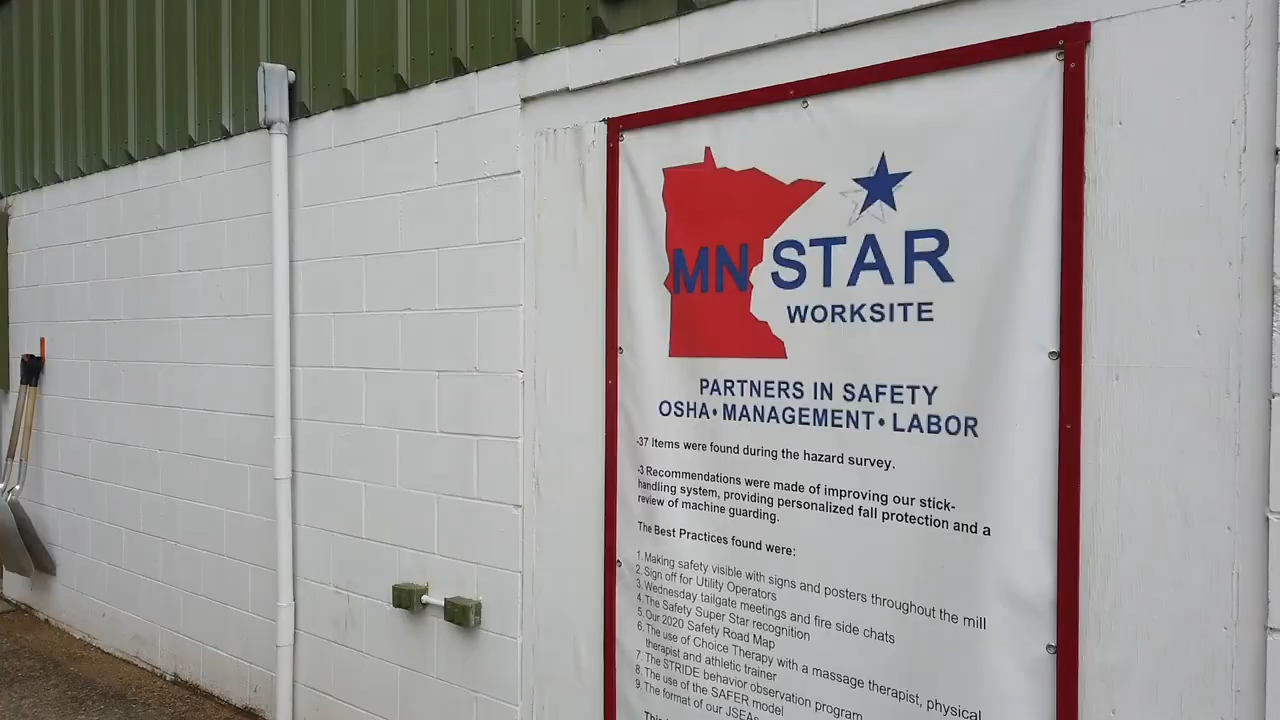 MN STAR
WORKSITE
PARTNERS IN SAFETY
OSHA • MANAGEMENT • LABOR
-37 Items were found during the hazard survey.
-3 Recommendations were made of improving our stick-
handling system, providing personalized fall protection and a
review of machine guarding.
The Best Practices found were:
1. Making safety visible with signs and posters throughout the mill
2. Sign off for Utility Operators
3. Wednesday tailgate meetings and fire side chats
4. The Safety Super Star recognition
5. Our 2020 Safety Road Map
6. The use of Choice Therapy with a massage therapist, physical
therapist and athletic trainer
7. The STRIDE behavior observation program
8. The use of the SAFER model
9. The format of our JSEAs